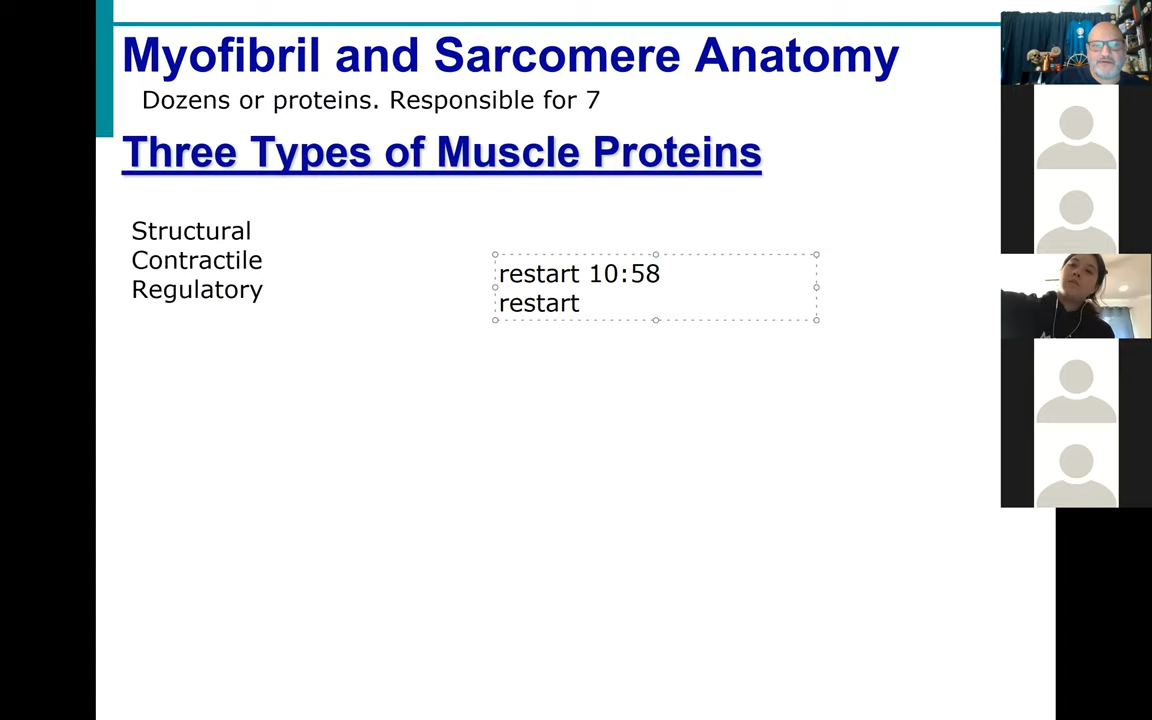 Myofibril and Sarcomere Anatomy
Dozens or proteins. Responsible for 7
Three Types of Muscle Proteins
Structural
Contractile
Regulatory
restart 10:58
restart